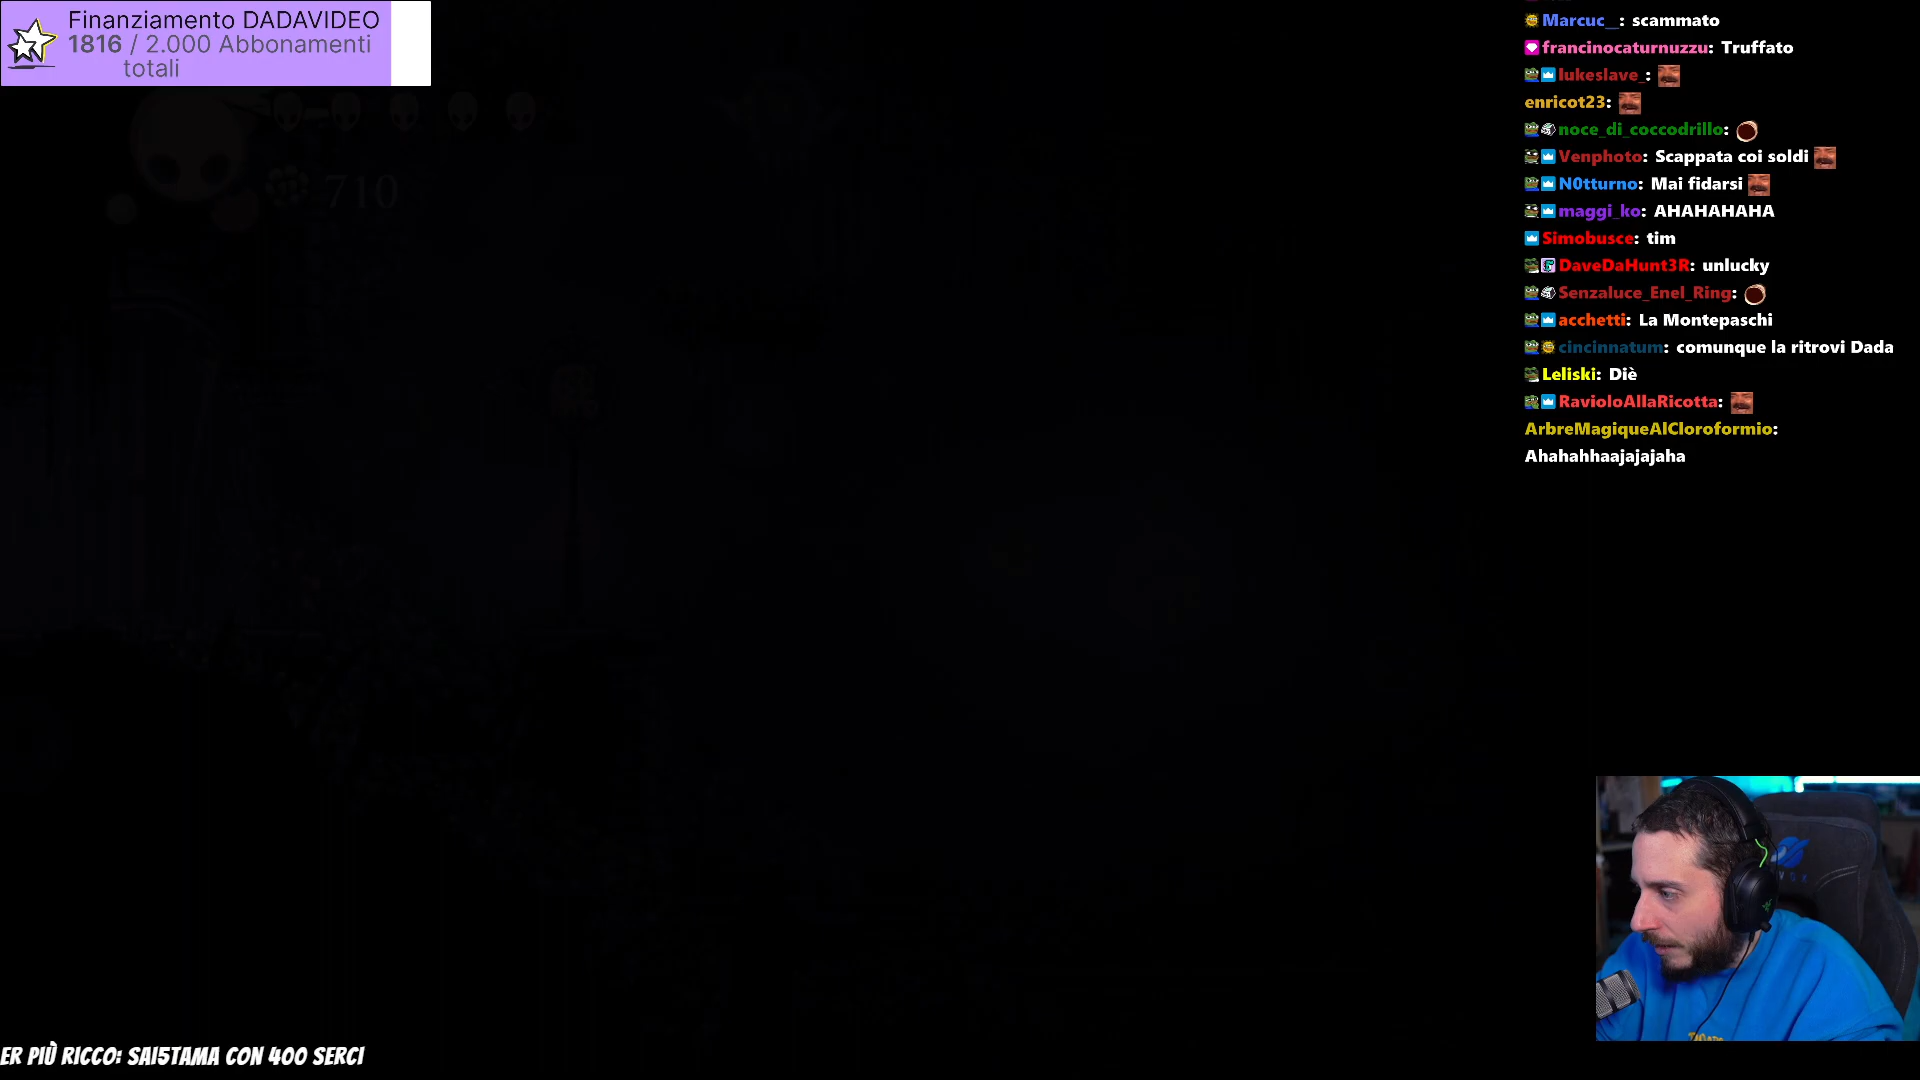 Finanziamento DADAVIDEO
1816 / 2.000 Abbonamenti
totali
710
Marcuc__: scammato
francinocaturnuzzu: Truffato
lukeslave_:
enricot23:
noce_di_coccodrillo:
Venphoto: Scappata coi soldi
N0tturno: Mai fidarsi
maggi_ko: AHAHAHAHA
Simobusce: tim
DaveDaHunt3R: unlucky
Senzaluce_Enel_Ring:
acchetti: La Montepaschi
cincinnatum: comunque la ritrovi Dada
Leliski: Diè
RavioloAllaRicotta:
ArbreMagiqueAlCloroformio:
Ahahahhaajajajaha
ER PIÙ RICCO: SAI5TAMA CON 400 SERCI